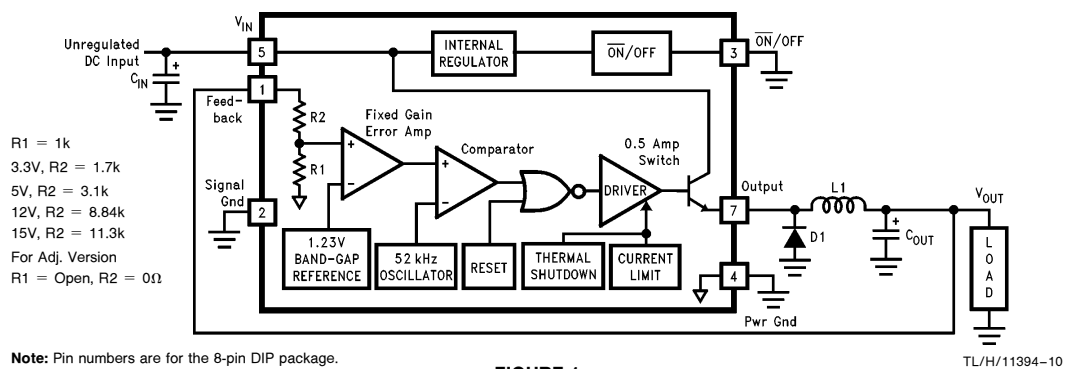 V_IN
Unregulated
DC Input
+
C_IN
5
INTERNAL
REGULATOR
O̅N̅/OFF
3
O̅N̅/OFF
1
Feed-
back
R2
R1
Fixed Gain
Error Amp
+
−
Comparator
+
−
0.5 Amp
Switch
DRIVER
Signal
Gnd
2
Output
7
L1
V_OUT
D1
+
C_OUT
LOAD
1.23V
BAND-GAP
REFERENCE
52 kHz
OSCILLATOR
RESET
THERMAL
SHUTDOWN
CURRENT
LIMIT
4
Pwr Gnd
R1 = 1k
3.3V, R2 = 1.7k
5V, R2 = 3.1k
12V, R2 = 8.84k
15V, R2 = 11.3k
For Adj. Version
R1 = Open, R2 = 0Ω
Note: Pin numbers are for the 8-pin DIP package.
TL/H/11394–10